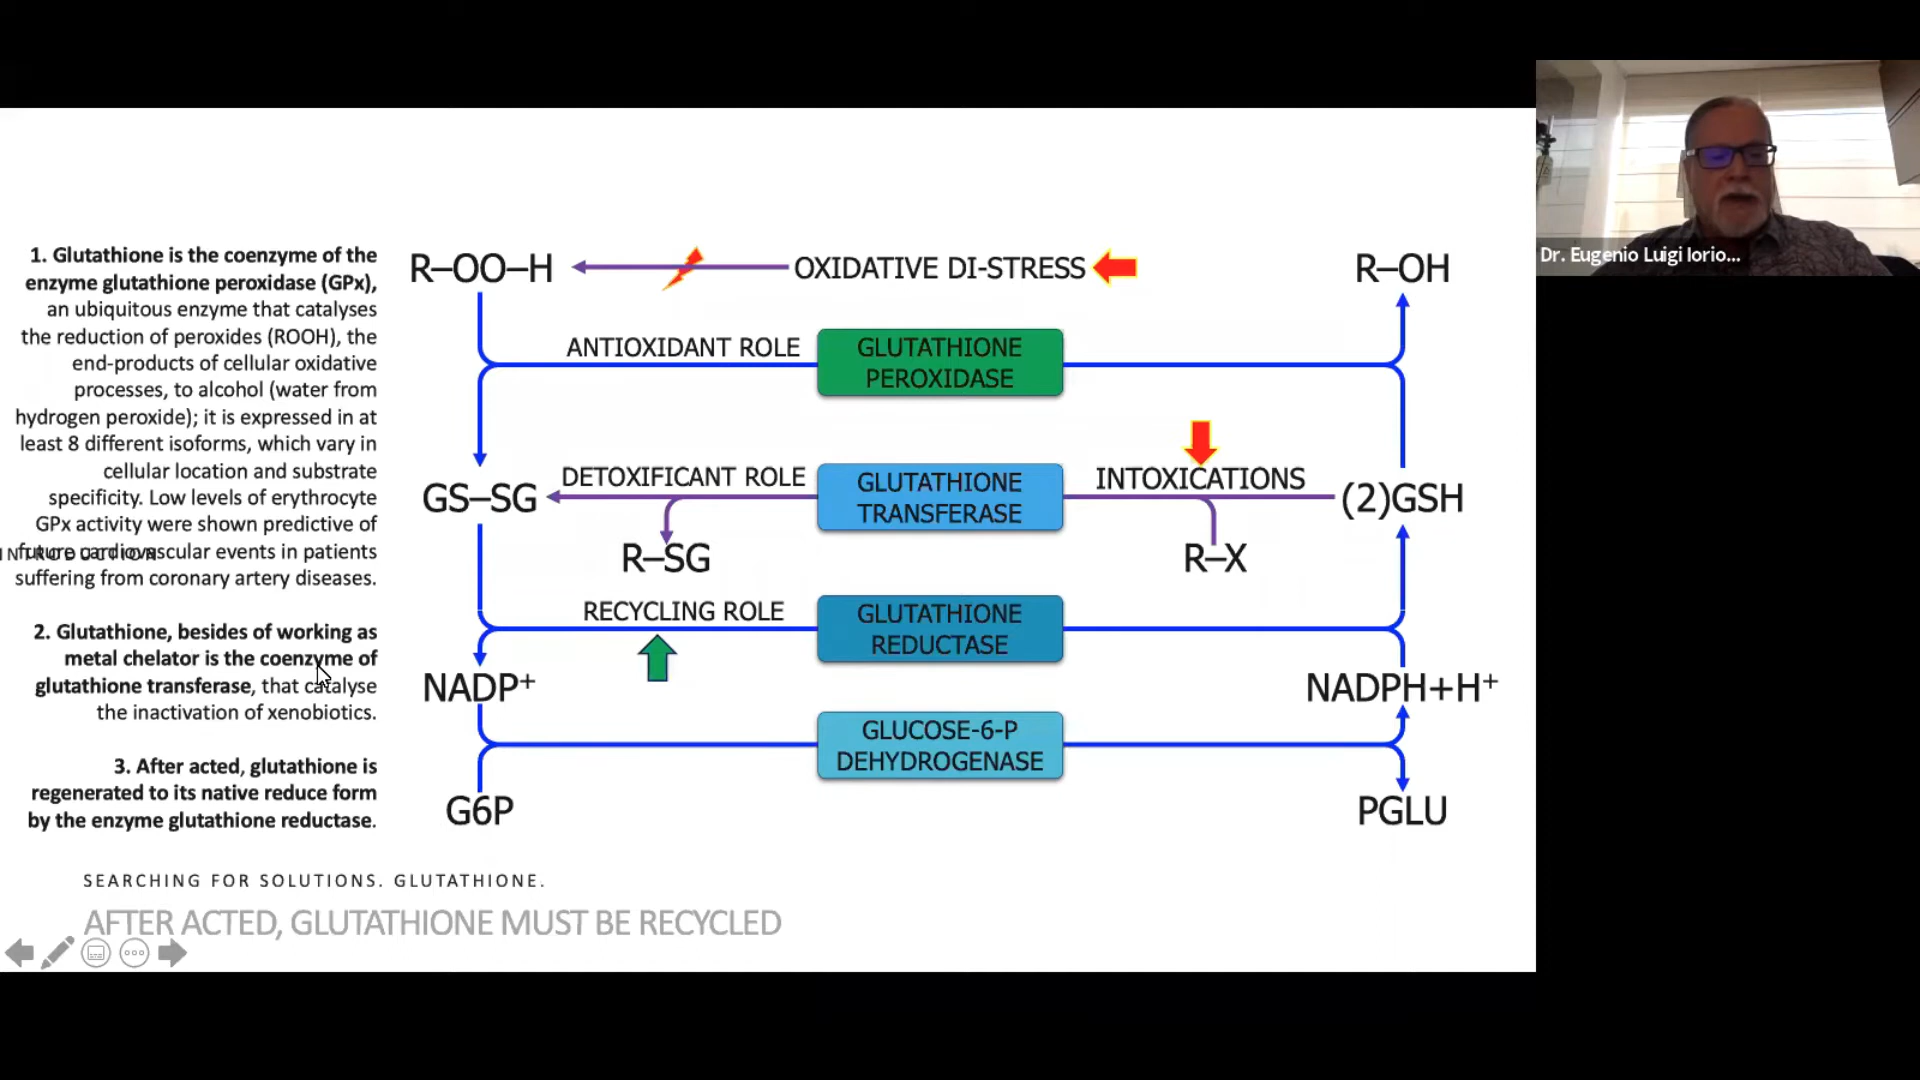 1. Glutathione is the coenzyme of the
enzyme glutathione peroxidase (GPx),
an ubiquitous enzyme that catalyses
the reduction of peroxides (ROOH), the
end-products of cellular oxidative
processes, to alcohol (water from
hydrogen peroxide); it is expressed in at
least 8 different isoforms, which vary in
cellular location and substrate
specificity. Low levels of erythrocyte
GPx activity were shown predictive of
future cardiovascular events in patients
INTRODUCTION
suffering from coronary artery diseases.
2. Glutathione, besides of working as
metal chelator is the coenzyme of
glutathione transferase, that catalyse
the inactivation of xenobiotics.
3. After acted, glutathione is
regenerated to its native reduce form
by the enzyme glutathione reductase.
R–OO–H
OXIDATIVE DI-STRESS
R–OH
ANTIOXIDANT ROLE
GLUTATHIONE
PEROXIDASE
GS–SG
DETOXIFICANT ROLE
GLUTATHIONE
TRANSFERASE
INTOXICATIONS
(2)GSH
R–SG
R–X
RECYCLING ROLE
GLUTATHIONE
REDUCTASE
NADP+
NADPH+H+
GLUCOSE-6-P
DEHYDROGENASE
G6P
PGLU
SEARCHING FOR SOLUTIONS. GLUTATHIONE.
AFTER ACTED, GLUTATHIONE MUST BE RECYCLED
Dr. Eugenio Luigi Iorio...